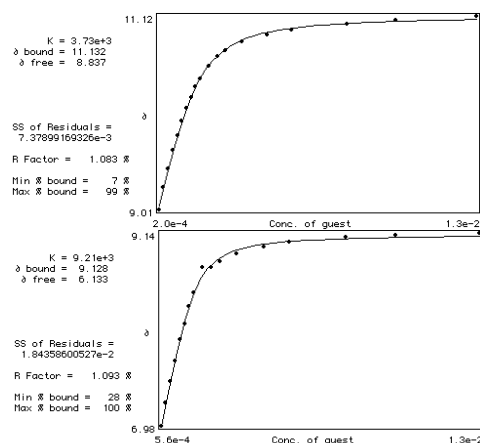 11.12
K = 3.73e+3
∂ bound = 11.132
∂ free = 8.837
∂
SS of Residuals =
7.37899169326e-3
R Factor = 1.083 %
Min % bound = 7 %
Max % bound = 99 %
9.01
2.0e-4 Conc. of guest 1.3e-2
9.14
K = 9.21e+3
∂ bound = 9.128
∂ free = 6.133
∂
SS of Residuals =
1.84358600527e-2
R Factor = 1.093 %
Min % bound = 28 %
Max % bound = 100 %
6.98
5.6e-4 Conc. of guest 1.3e-2